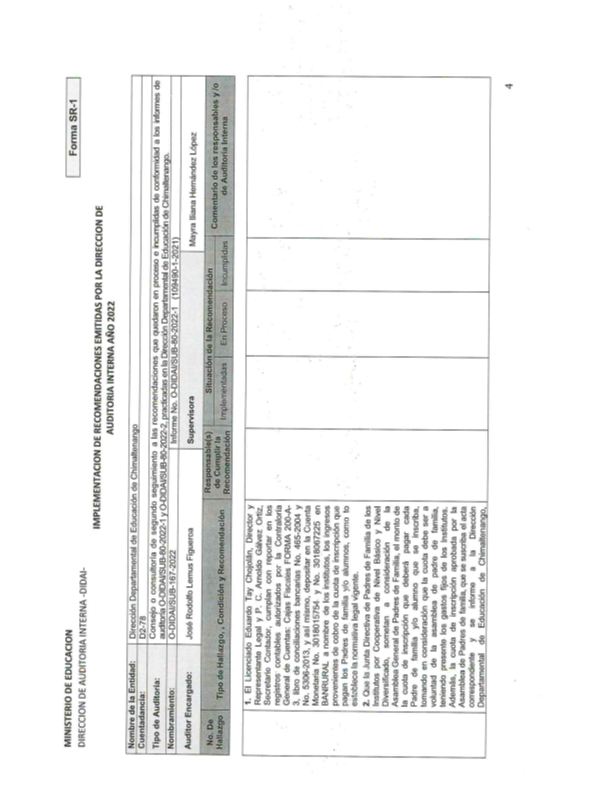 MINISTERIO DE EDUCACION
DIRECCION DE AUDITORIA INTERNA -DIDAI-
Forma SR-1
IMPLEMENTACION DE RECOMENDACIONES EMITIDAS POR LA DIRECCION DE
AUDITORIA INTERNA AÑO 2022
Nombre de la Entidad: Dirección Departamental de Educación de Chimaltenango
Cuentadancia: D2-78
Tipo de Auditoria: Consejo o consultoría de segundo seguimiento a las recomendaciones que quedaron en proceso e incumplidas de conformidad a los informes de
auditoría O-DIDAI/SUB-80-2022-1 y O-DIDAI/SUB-80-2022-2, practicadas en la Dirección Departamental de Educación de Chimaltenango.
Nombramiento: O-DIDAI/SUB-167-2022 Informe No. O-DIDAI/SUB-80-2022-1 (109490-1-2021)
Auditor Encargado: José Rodolfo Lemus Figueroa Supervisora Mayra Iliana Hernández López
No. De Hallazgo
Tipo de Hallazgo, , Condición y Recomendación
Responsable(s) de Cumplir la Recomendación
Situación de la Recomendación
Implementadas En Proceso Incumplidas
Comentario de los responsables y /o de Auditoría Interna
1. El Licenciado Eduardo Tay Chojolán, Director y
Representante Legal y P. C. Arnoldo Gálvez Ortiz,
Secretario Contador, cumplan con reportar en los
registros contables autorizados por la Contraloría
General de Cuentas: Cajas Fiscales FORMA 200-A-
3, libro de conciliaciones bancarias No. 465-2004 y
No. 5306-2013, y así mismo, depositar en la Cuenta
Monetaria No. 3018015754 y No. 3018007225 en
BANRURAL a nombre de los institutos, los ingresos
provenientes de cobro de la cuota de inscripción que
pagan los Padres de familia y/o alumnos, como lo
establece la normativa legal vigente.
2. Que la Junta Directiva de Padres de Familia de los
Institutos por Cooperativa de Nivel Básico y Nivel
Diversificado, sometan a consideración de la
Asamblea General de Padres de Familia, el monto de
la cuota de inscripción que deberá pagar cada
Padre de familia y/o alumno que se inscriba,
tomando en consideración que la cuota debe ser a
voluntad de la asamblea de padre de familia,
teniendo presente los gastos fijos de los Institutos.
Además, la cuota de inscripción aprobada por la
Asamblea de Padres de familia, que se suscriba el acta
correspondiente y se informe a la Dirección
Departamental de Educación de Chimaltenango,
4